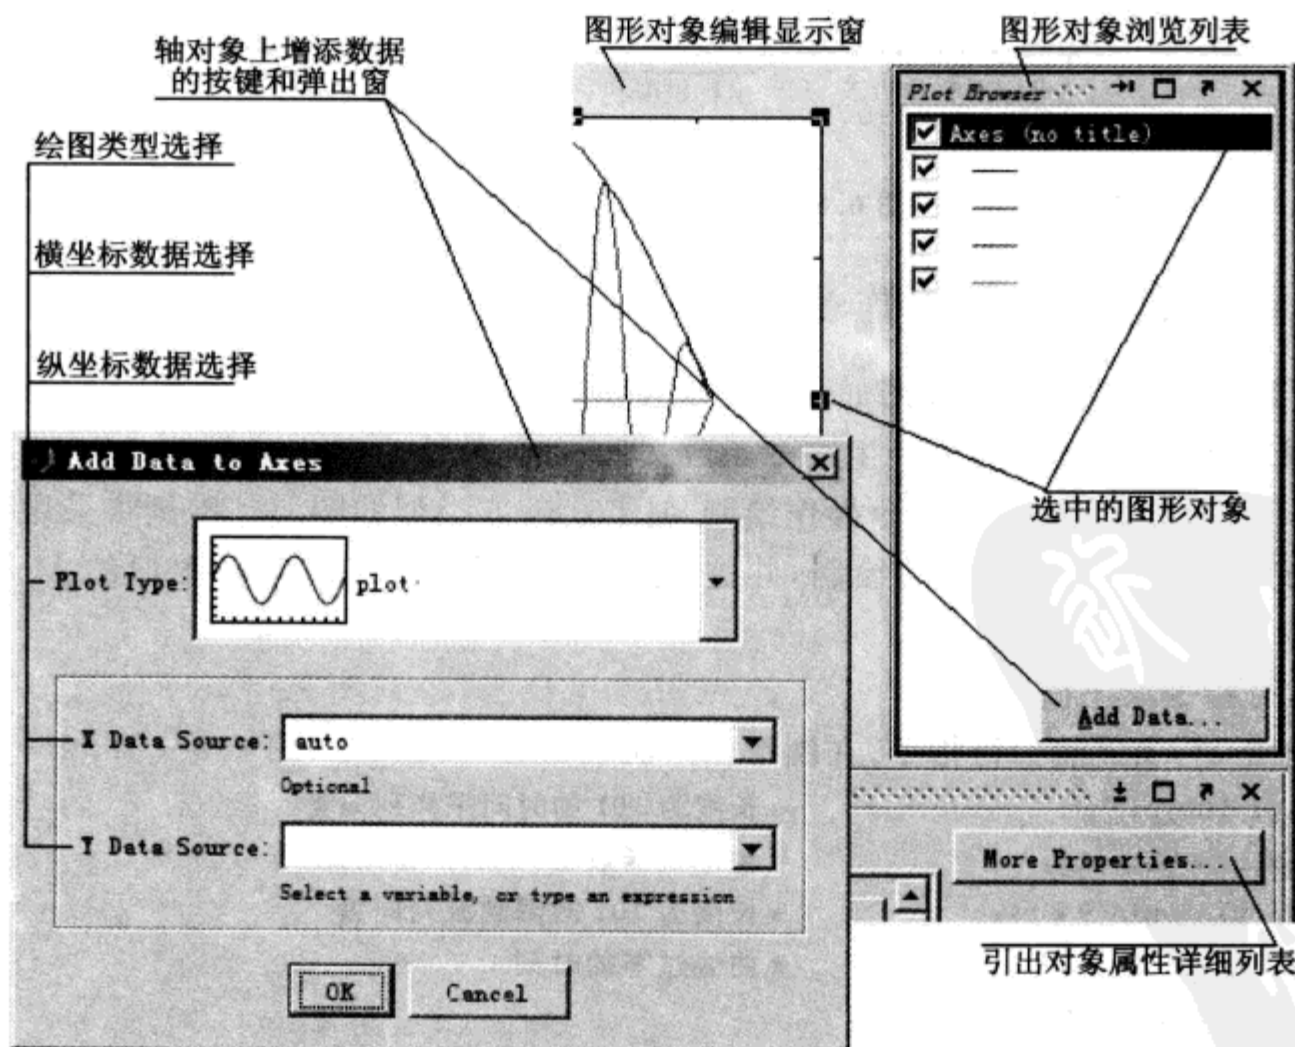 轴对象上增添数据
的按键和弹出窗
图形对象编辑显示窗
图形对象浏览列表
绘图类型选择
横坐标数据选择
纵坐标数据选择
Plot Browser
Axes (no title)
选中的图形对象
Add Data...
More Properties...
引出对象属性详细列表
Add Data to Axes
Plot Type:
plot
X Data Source:
auto
Optional
Y Data Source:
Select a variable, or type an expression
OK
Cancel